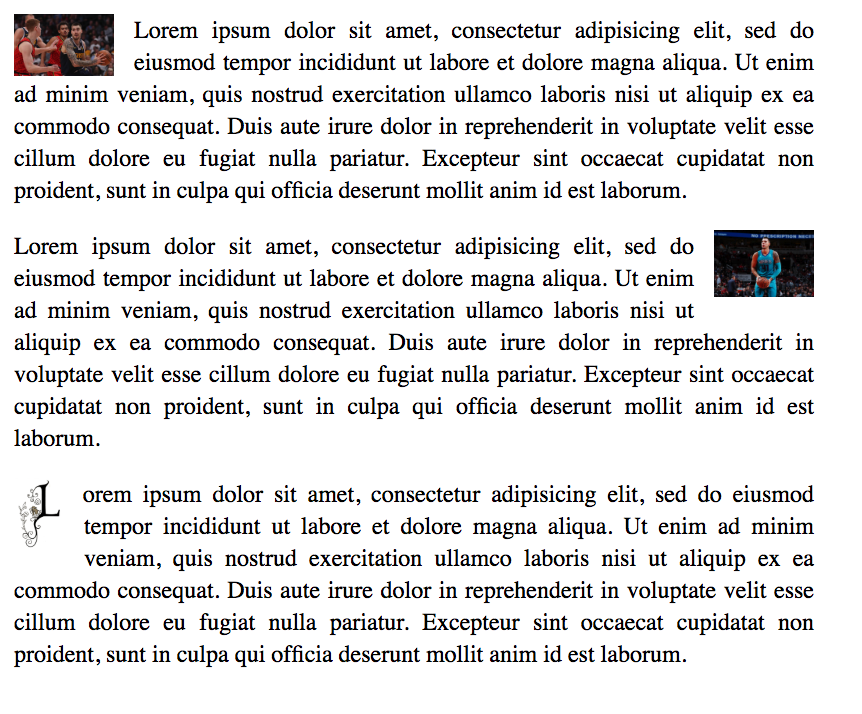 Lorem ipsum dolor sit amet, consectetur adipisicing elit, sed do
eiusmod tempor incididunt ut labore et dolore magna aliqua. Ut enim
ad minim veniam, quis nostrud exercitation ullamco laboris nisi ut aliquip ex ea
commodo consequat. Duis aute irure dolor in reprehenderit in voluptate velit esse
cillum dolore eu fugiat nulla pariatur. Excepteur sint occaecat cupidatat non
proident, sunt in culpa qui officia deserunt mollit anim id est laborum.
Lorem ipsum dolor sit amet, consectetur adipisicing elit, sed do
NO PRESCRIPTION
eiusmod tempor incididunt ut labore et dolore magna aliqua. Ut enim
ad minim veniam, quis nostrud exercitation ullamco laboris nisi ut
aliquip ex ea commodo consequat. Duis aute irure dolor in reprehenderit in
voluptate velit esse cillum dolore eu fugiat nulla pariatur. Excepteur sint occaecat
cupidatat non proident, sunt in culpa qui officia deserunt mollit anim id est
laborum.
Lorem ipsum dolor sit amet, consectetur adipisicing elit, sed do eiusmod
tempor incididunt ut labore et dolore magna aliqua. Ut enim ad minim
veniam, quis nostrud exercitation ullamco laboris nisi ut aliquip ex ea
commodo consequat. Duis aute irure dolor in reprehenderit in voluptate velit esse
cillum dolore eu fugiat nulla pariatur. Excepteur sint occaecat cupidatat non
proident, sunt in culpa qui officia deserunt mollit anim id est laborum.